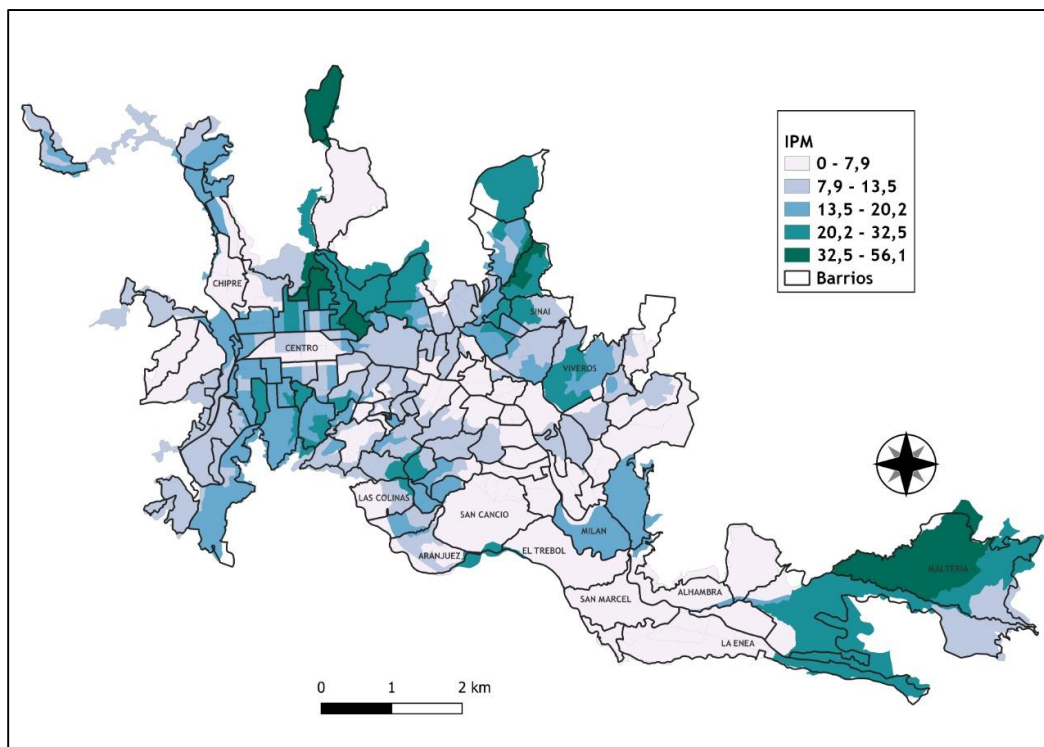 IPM
0 - 7,9
7,9 - 13,5
13,5 - 20,2
20,2 - 32,5
32,5 - 56,1
Barrios
CHIPRE
SINAI
CENTRO
VIVEROS
LAS COLINAS
SAN CANCIO
MILAN
ARANJUEZ
EL TREBOL
MALTERIA
SAN MARCEL
ALHAMBRA
LA ENEA
0 1 2 km